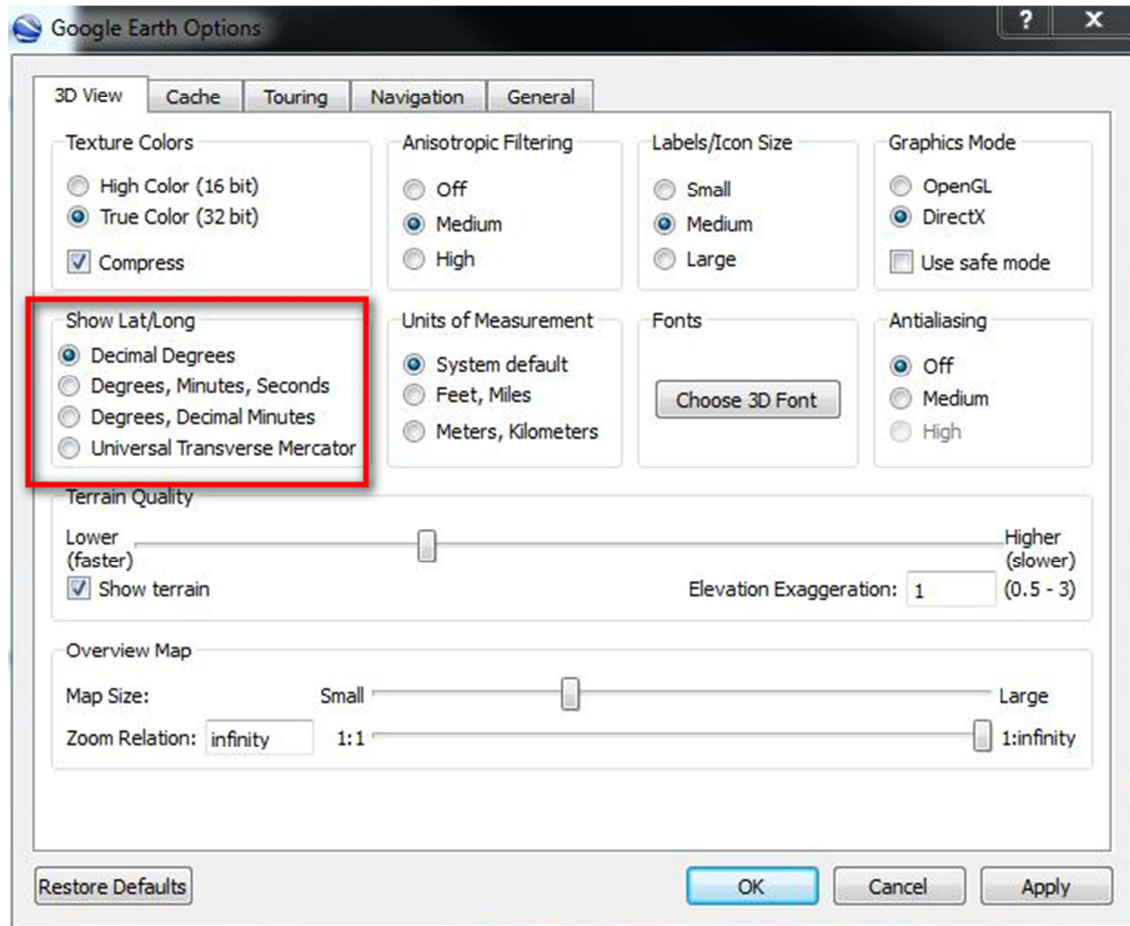 Google Earth Options
? X
3D View Cache Touring Navigation General
Texture Colors
High Color (16 bit)
True Color (32 bit)
Compress
Anisotropic Filtering
Off
Medium
High
Labels/Icon Size
Small
Medium
Large
Graphics Mode
OpenGL
DirectX
Use safe mode
Show Lat/Long
Decimal Degrees
Degrees, Minutes, Seconds
Degrees, Decimal Minutes
Universal Transverse Mercator
Units of Measurement
System default
Feet, Miles
Meters, Kilometers
Fonts
Choose 3D Font
Antialiasing
Off
Medium
High
Terrain Quality
Lower Higher
(faster) (slower)
Show terrain Elevation Exaggeration: 1 (0.5 - 3)
Overview Map
Map Size: Small Large
Zoom Relation: infinity 1:1 1:infinity
Restore Defaults OK Cancel Apply